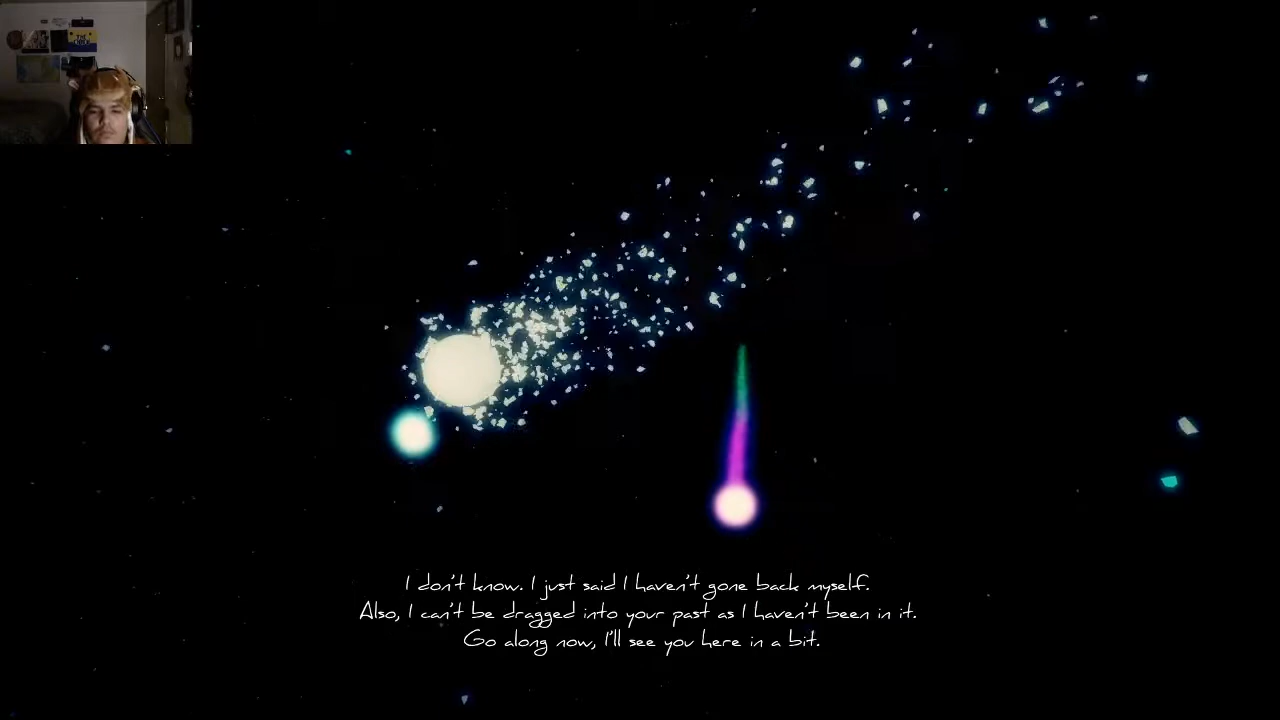 I don't know. I just said I haven't gone back myself.
Also, I can't be dragged into your past as I haven't been in it.
Go along now, I'll see you here in a bit.